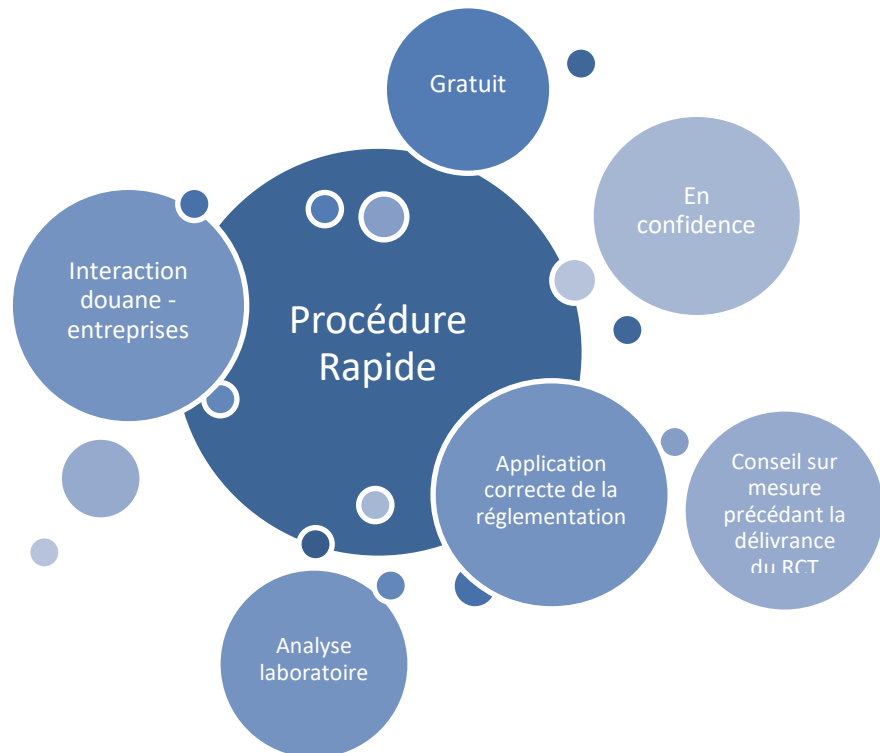 Gratuit
En
confidence
Interaction
douane -
entreprises
Procédure
Rapide
Application
correcte de la
réglementation
Conseil sur
mesure
précédant la
délivrance
du RCT
Analyse
laboratoire